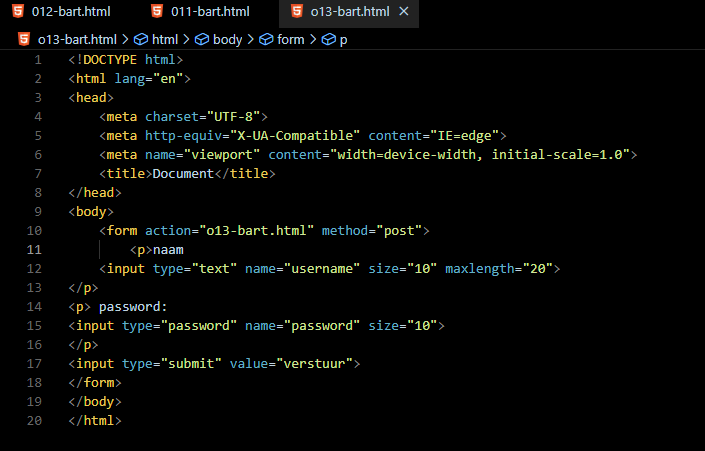 012-bart.html 011-bart.html o13-bart.html ×
o13-bart.html > html > body > form > p
1 <!DOCTYPE html>
2 <html lang="en">
3 <head>
4     <meta charset="UTF-8">
5     <meta http-equiv="X-UA-Compatible" content="IE=edge">
6     <meta name="viewport" content="width=device-width, initial-scale=1.0">
7     <title>Document</title>
8 </head>
9 <body>
10     <form action="o13-bart.html" method="post">
11         <p>naam
12     <input type="text" name="username" size="10" maxlength="20">
13 </p>
14 <p> password:
15 <input type="password" name="password" size="10">
16 </p>
17 <input type="submit" value="verstuur">
18 </form>
19 </body>
20 </html>